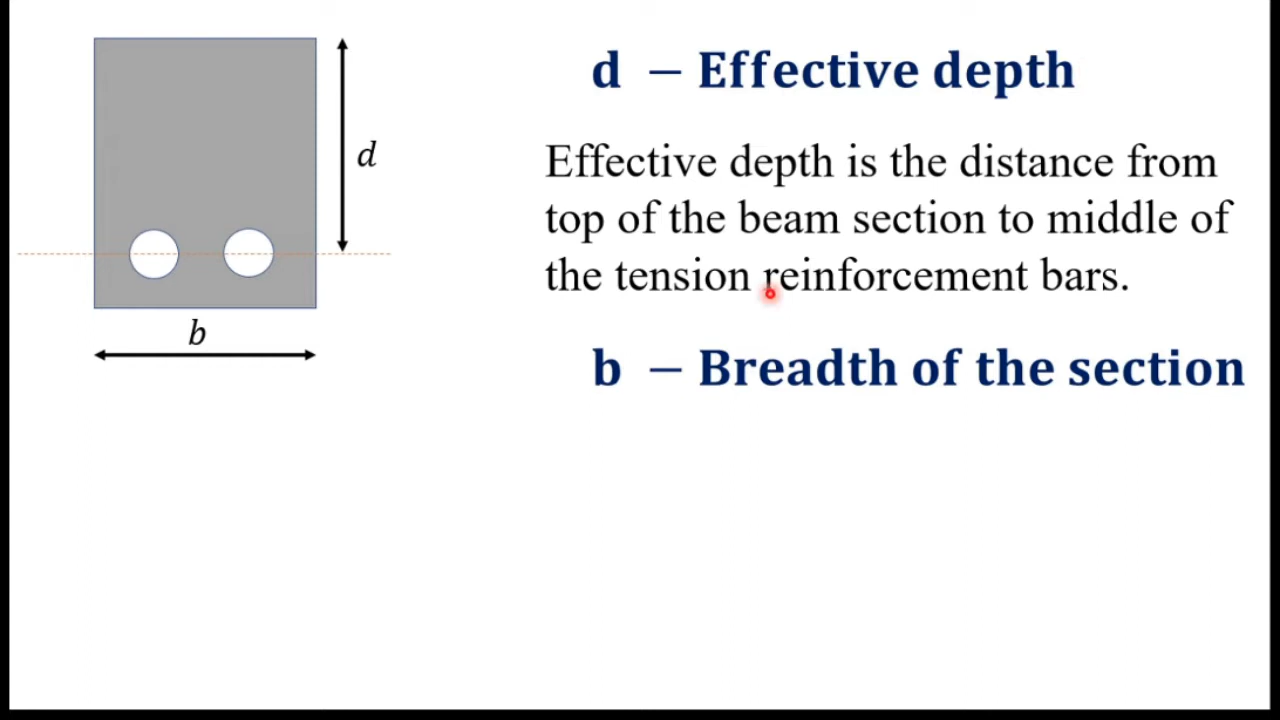 d – Effective depth
d
Effective depth is the distance from
top of the beam section to middle of
the tension reinforcement bars.
b
b – Breadth of the section